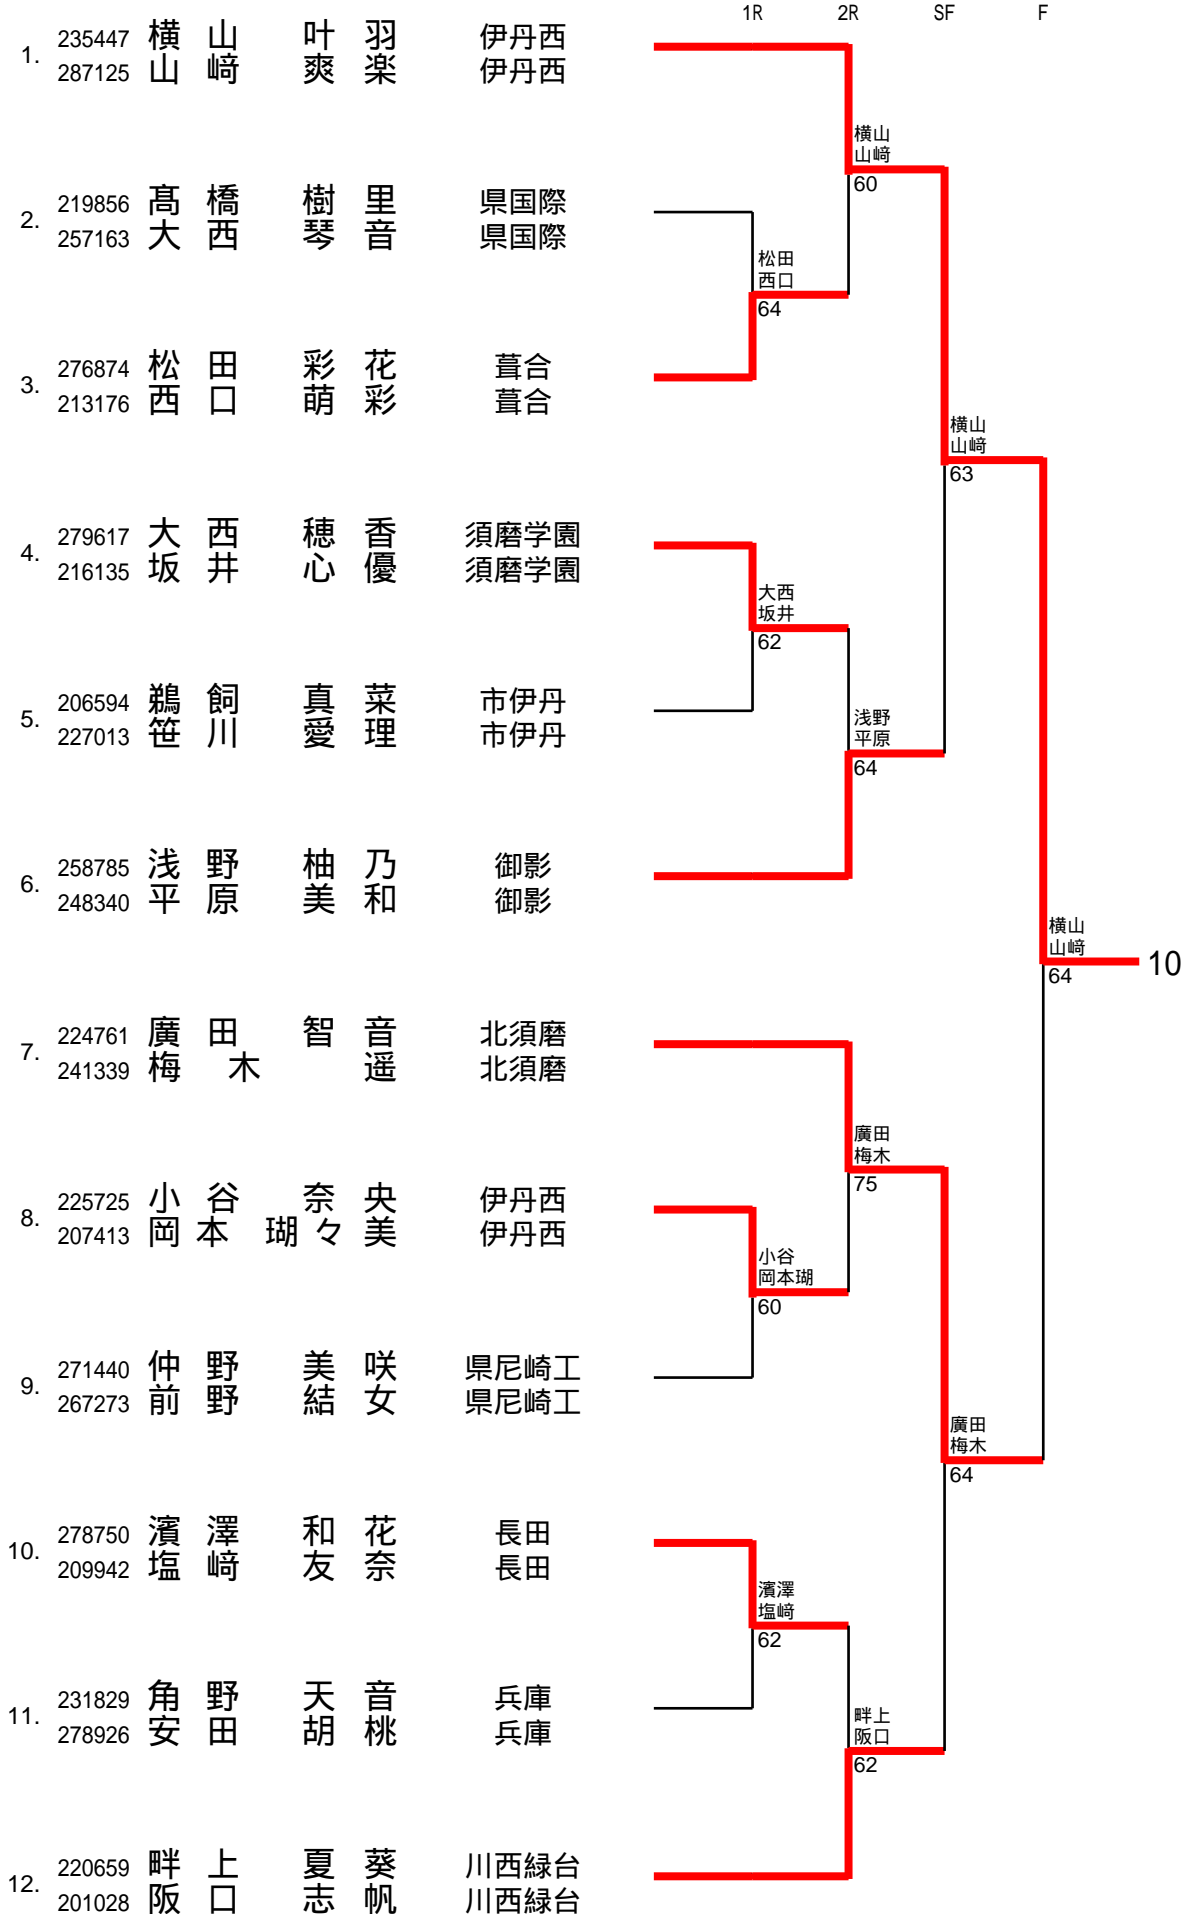 1R 2R SF F
1. 235447 横山 叶羽 伊丹西
287125 山﨑 爽楽 伊丹西
横山
山﨑
60
2. 219856 髙橋 樹里 県国際
257163 大西 琴音 県国際
松田
西口
64
3. 276874 松田 彩花 葺合
213176 西口 萌彩 葺合
横山
山﨑
63
4. 279617 大西 穂香 須磨学園
216135 坂井 心優 須磨学園
大西
坂井
62
5. 206594 鵜飼 真菜 市伊丹
227013 笹川 愛理 市伊丹
浅野
平原
64
6. 258785 浅野 柚乃 御影
248340 平原 美和 御影
横山
山﨑
64
10
7. 224761 廣田 智音 北須磨
241339 梅木 遥 北須磨
廣田
梅木
75
8. 225725 小谷 奈央 伊丹西
207413 岡本 瑚々美 伊丹西
小谷
岡本瑚
60
9. 271440 仲野 美咲 県尼崎工
267273 前野 結女 県尼崎工
廣田
梅木
64
10. 278750 濱澤 和花 長田
209942 塩﨑 友奈 長田
濱澤
塩﨑
62
11. 231829 角野 天音 兵庫
278926 安田 胡桃 兵庫
畔上
阪口
62
12. 220659 畔上 夏葵 川西緑台
201028 阪口 志帆 川西緑台